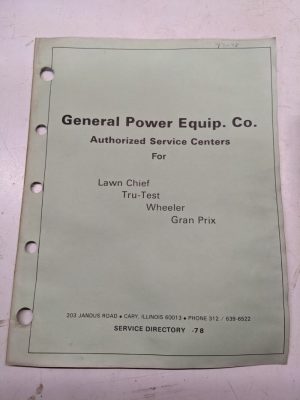 General Power Equip. Co.
Authorized Service Centers
For
Lawn Chief
Tru-Test
Wheeler
Gran Prix
203 JANDUS ROAD • CARY, ILLINOIS 60013 • PHONE 312 / 639-8522
SERVICE DIRECTORY -78